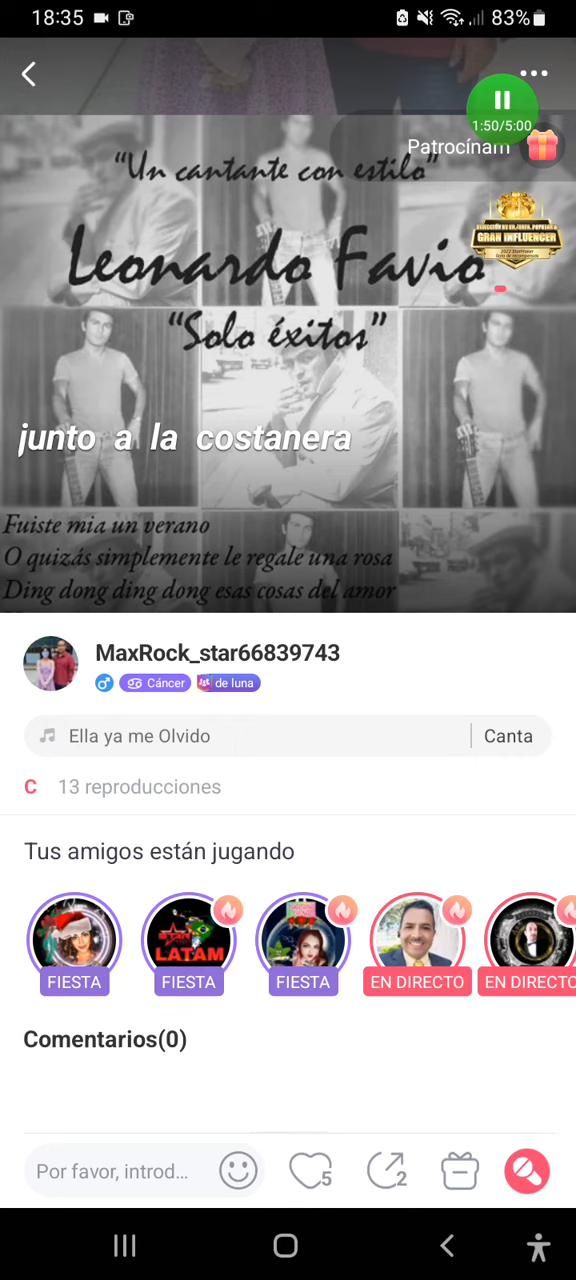 18:35
83%
1:50/5:00
Patrocínam
"Un cantante con estilo"
GRAN INFLUENCER
Leonardo Favio
"Solo éxitos"
junto a la costanera
Fuiste mia un verano
O quizás simplemente le regale una rosa
Ding dong ding dong esas cosas del amor
MaxRock_star66839743
Cáncer
de luna
Ella ya me Olvido
Canta
C
13 reproducciones
Tus amigos están jugando
LATAM
FIESTA
FIESTA
FIESTA
EN DIRECTO
EN DIRECTO
Comentarios(0)
Por favor, introd...
5
2